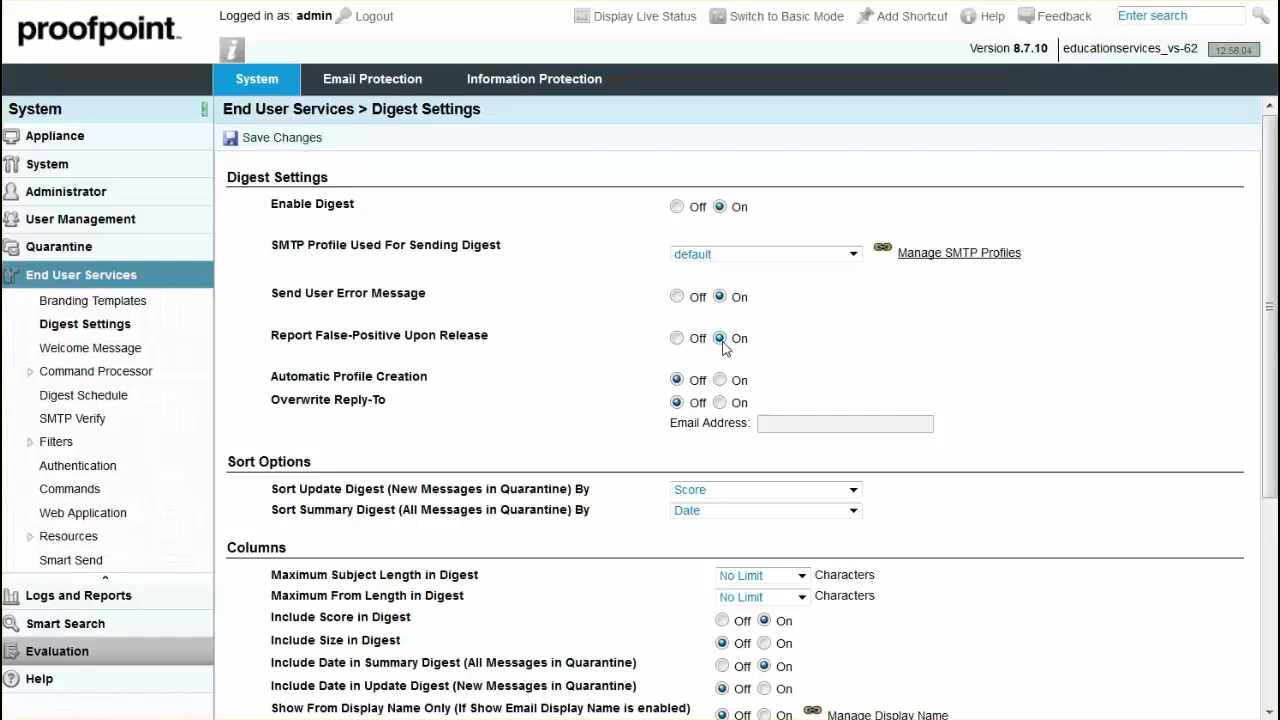 proofpoint
Logged in as: admin Logout Display Live Status Switch to Basic Mode Add Shortcut Help Feedback Enter search
Version 8.7.10 educationservices_vs-62 12:56:04
System Email Protection Information Protection
System
Appliance
System
Administrator
User Management
Quarantine
End User Services
Branding Templates
Digest Settings
Welcome Message
Command Processor
Digest Schedule
SMTP Verify
Filters
Authentication
Commands
Web Application
Resources
Smart Send
Logs and Reports
Smart Search
Evaluation
Help
End User Services > Digest Settings
Save Changes
Digest Settings
Enable Digest Off On
SMTP Profile Used For Sending Digest default Manage SMTP Profiles
Send User Error Message Off On
Report False-Positive Upon Release Off On
Automatic Profile Creation Off On
Overwrite Reply-To Off On
Email Address:
Sort Options
Sort Update Digest (New Messages in Quarantine) By Score
Sort Summary Digest (All Messages in Quarantine) By Date
Columns
Maximum Subject Length in Digest No Limit Characters
Maximum From Length in Digest No Limit Characters
Include Score in Digest Off On
Include Size in Digest Off On
Include Date in Summary Digest (All Messages in Quarantine) Off On
Include Date in Update Digest (New Messages in Quarantine) Off On
Show From Display Name Only (If Show Email Display Name is enabled) Off On Manage Display Name